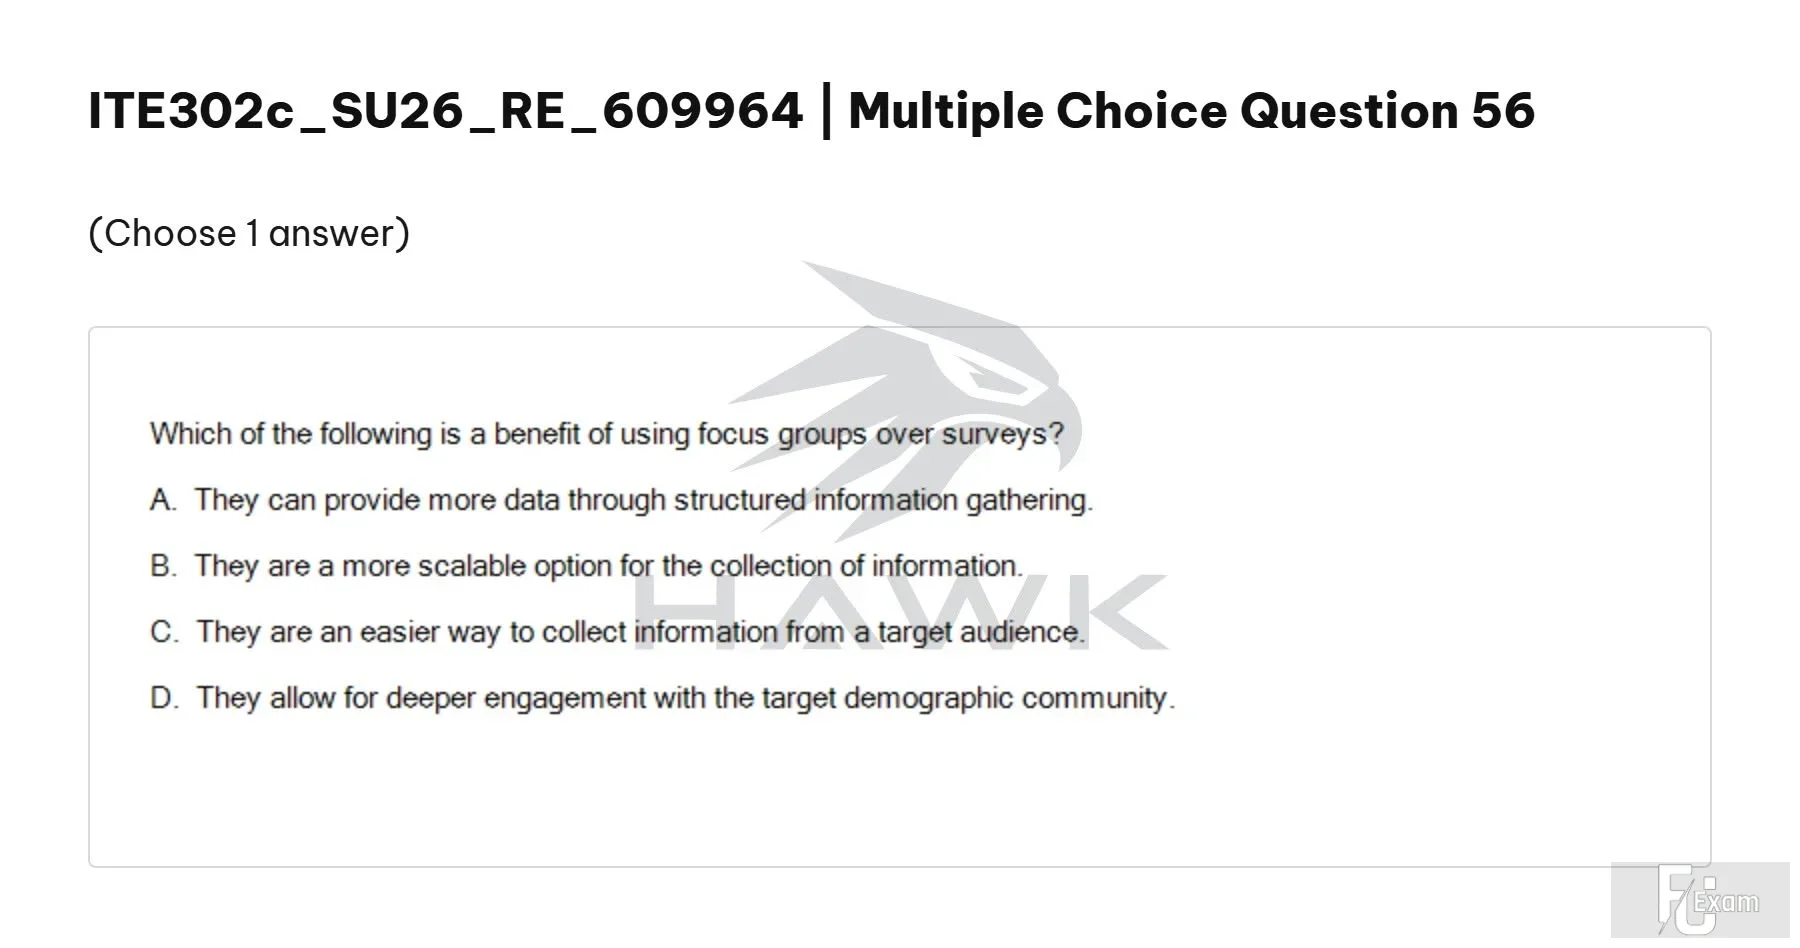 ITE302c_SU26_RE_609964 | Multiple Choice Question 56
(Choose 1 answer)
Which of the following is a benefit of using focus groups over surveys?
A. They can provide more data through structured information gathering.
B. They are a more scalable option for the collection of information.
C. They are an easier way to collect information from a target audience.
D. They allow for deeper engagement with the target demographic community.
HAWK
FU Exam